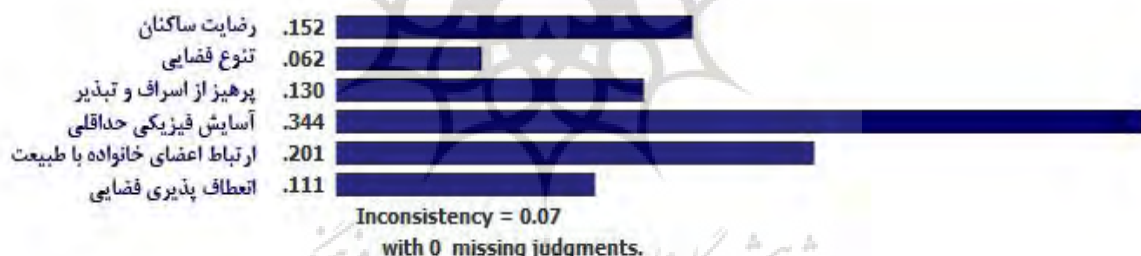 رضایت ساکنان .152
تنوع فضایی .062
پرهیز از اسراف و تبذیر .130
آسایش فیزیکی حداقلی .344
ارتباط اعضای خانواده با طبیعت .201
انعطاف پذیری فضایی .111
Inconsistency = 0.07
with 0 missing judgments.